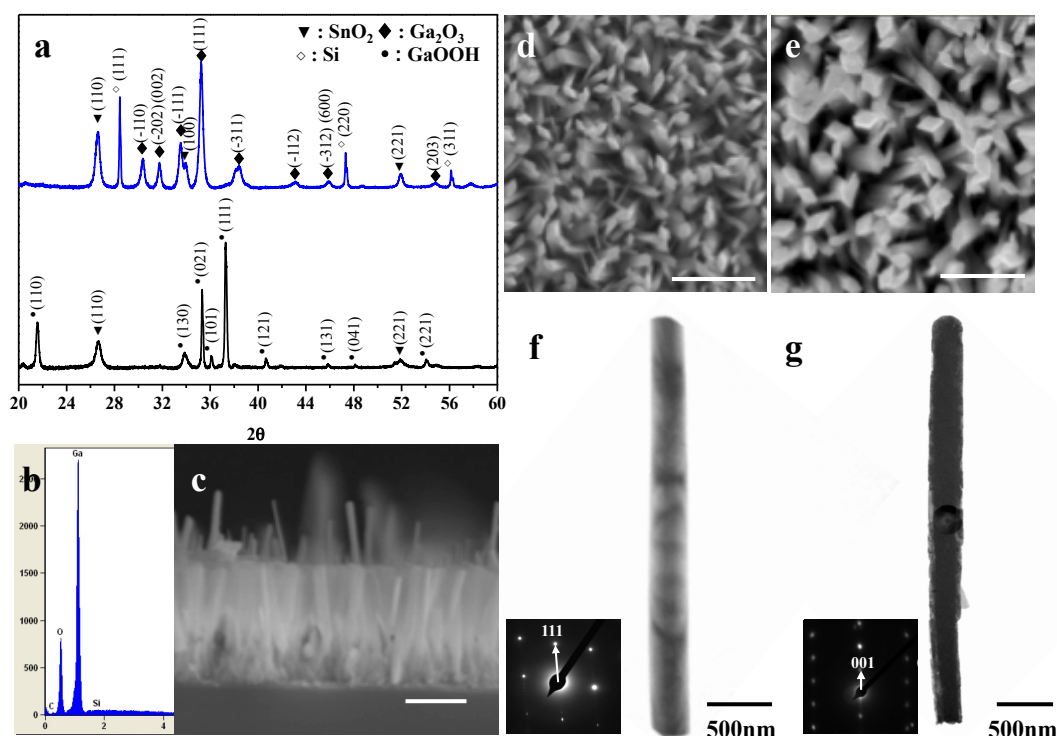 a
▼ : SnO2 ◆ : Ga2O3
◇ : Si • : GaOOH
(110)
(111)
(-110)
(-202) (002)
(-111)
(100)
(111)
(-311)
(-112)
(-312) (600)
(220)
(221)
(203)
(311)
(110)
(110)
(130)
(021)
(101)
(111)
(121)
(131)
(041)
(221)
(221)
20 24 28 32 36 40 44 48 52 56 60
2θ
b
Ga
2000
1500
1000
500
0
O
C
Si
0 2 4
c
d
e
f
111
500nm
g
001
500nm